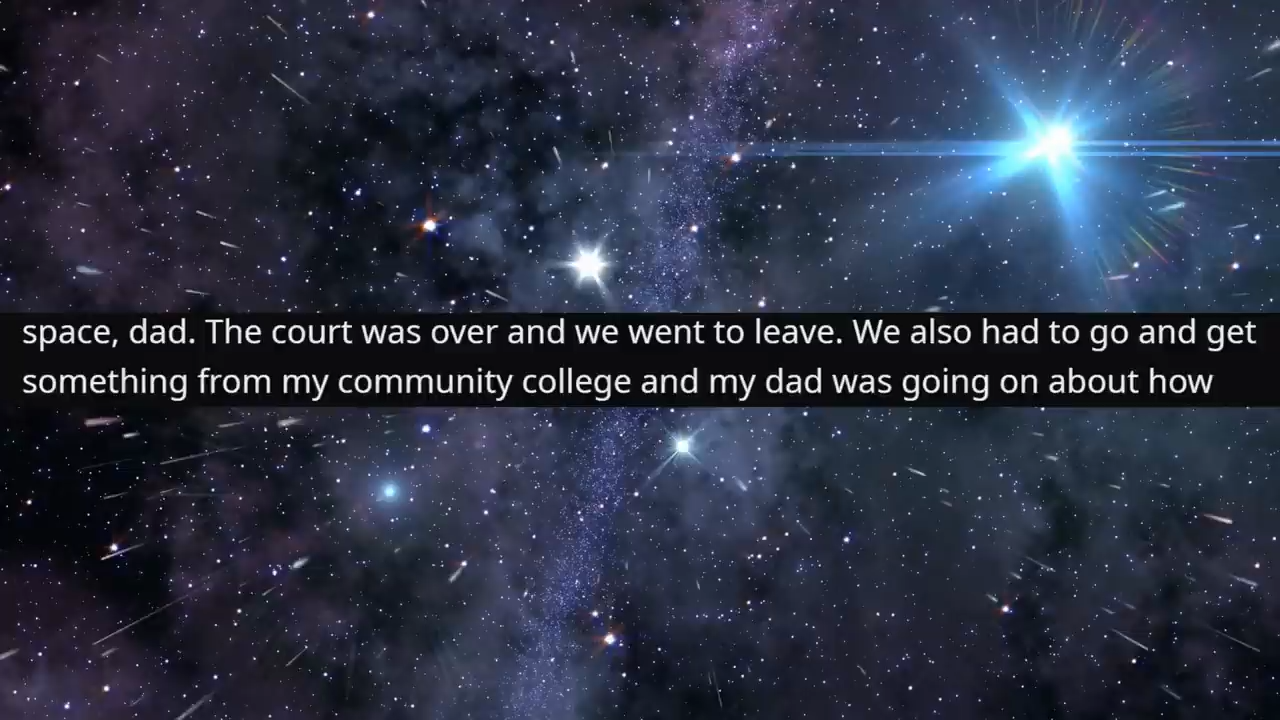 space, dad. The court was over and we went to leave. We also had to go and get
something from my community college and my dad was going on about how